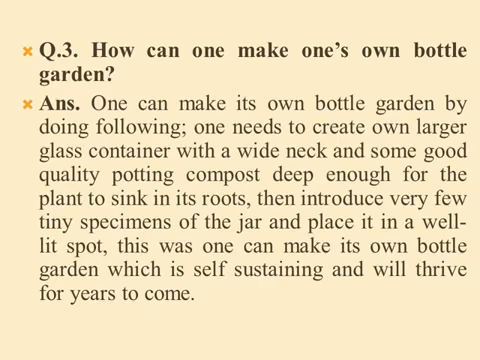 Q.3. How can one make one's own bottle
garden?
Ans. One can make its own bottle garden by
doing following; one needs to create own larger
glass container with a wide neck and some good
quality potting compost deep enough for the
plant to sink in its roots, then introduce very few
tiny specimens of the jar and place it in a well-
lit spot, this was one can make its own bottle
garden which is self sustaining and will thrive
for years to come.